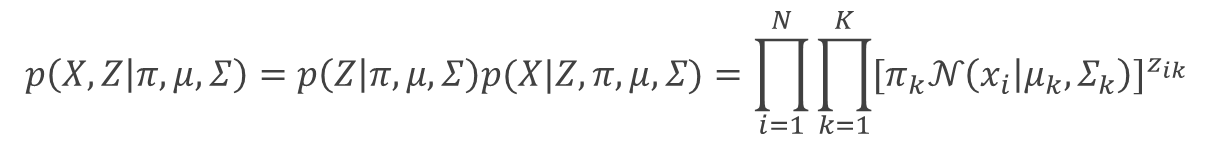 p(X, Z|π, μ, Σ) = p(Z|π, μ, Σ)p(X|Z, π, μ, Σ) = ∏_{i=1}^{N} ∏_{k=1}^{K} [π_k 𝒩(x_i|μ_k, Σ_k)]^{z_{ik}}